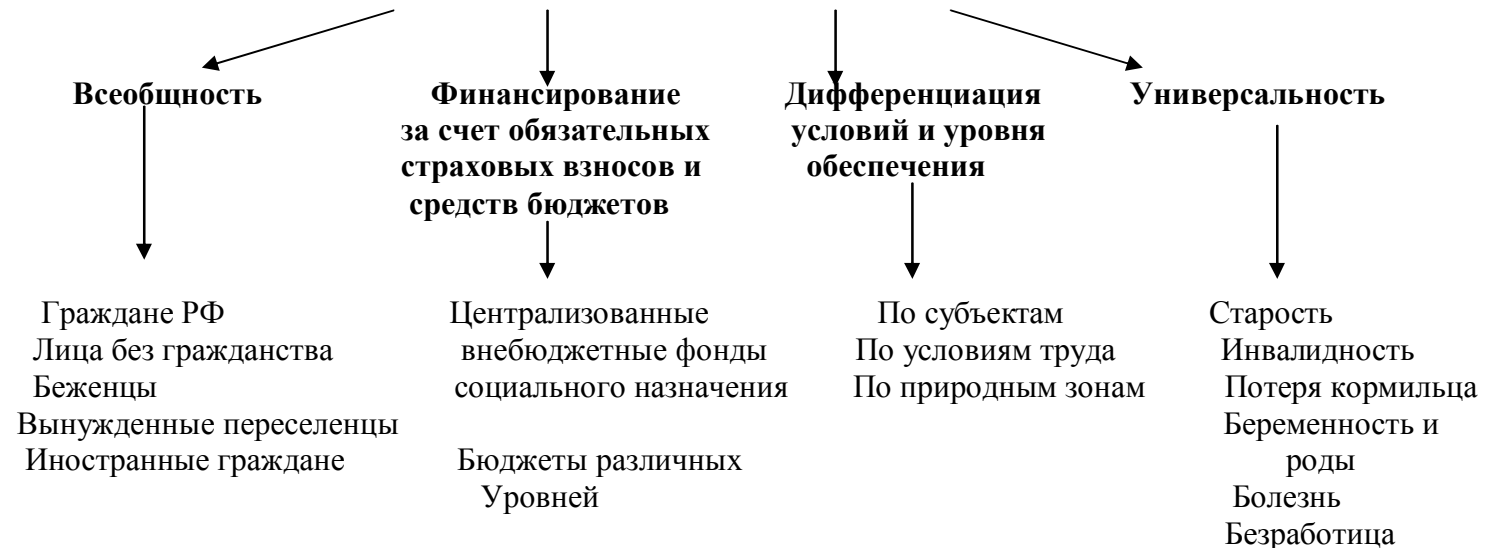 Всеобщность
Финансирование
за счет обязательных
страховых взносов и
средств бюджетов
Дифференциация
условий и уровня
обеспечения
Универсальность
Граждане РФ
Лица без гражданства
Беженцы
Вынужденные переселенцы
Иностранные граждане
Централизованные
внебюджетные фонды
социального назначения
Бюджеты различных
Уровней
По субъектам
По условиям труда
По природным зонам
Старость
Инвалидность
Потеря кормильца
Беременность и
роды
Болезнь
Безработица